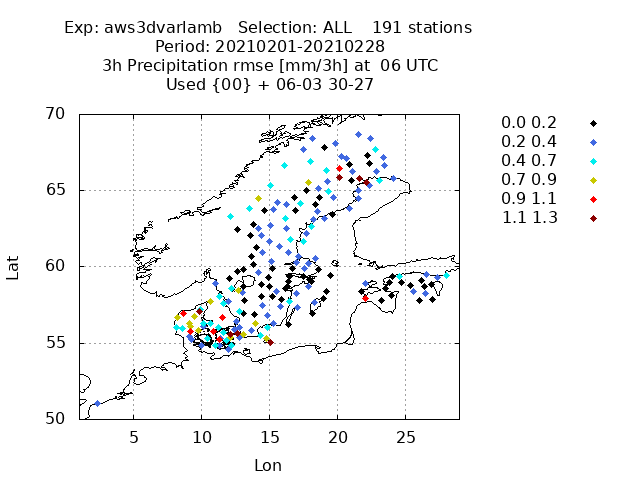 Exp: aws3dvarlamb   Selection: ALL    191 stations
Period: 20210201-20210228
3h Precipitation rmse [mm/3h] at  06 UTC
Used {00} + 06-03 30-27
70
65
60
55
50
Lat
5 10 15 20 25
Lon
0.0 0.2
0.2 0.4
0.4 0.7
0.7 0.9
0.9 1.1
1.1 1.3